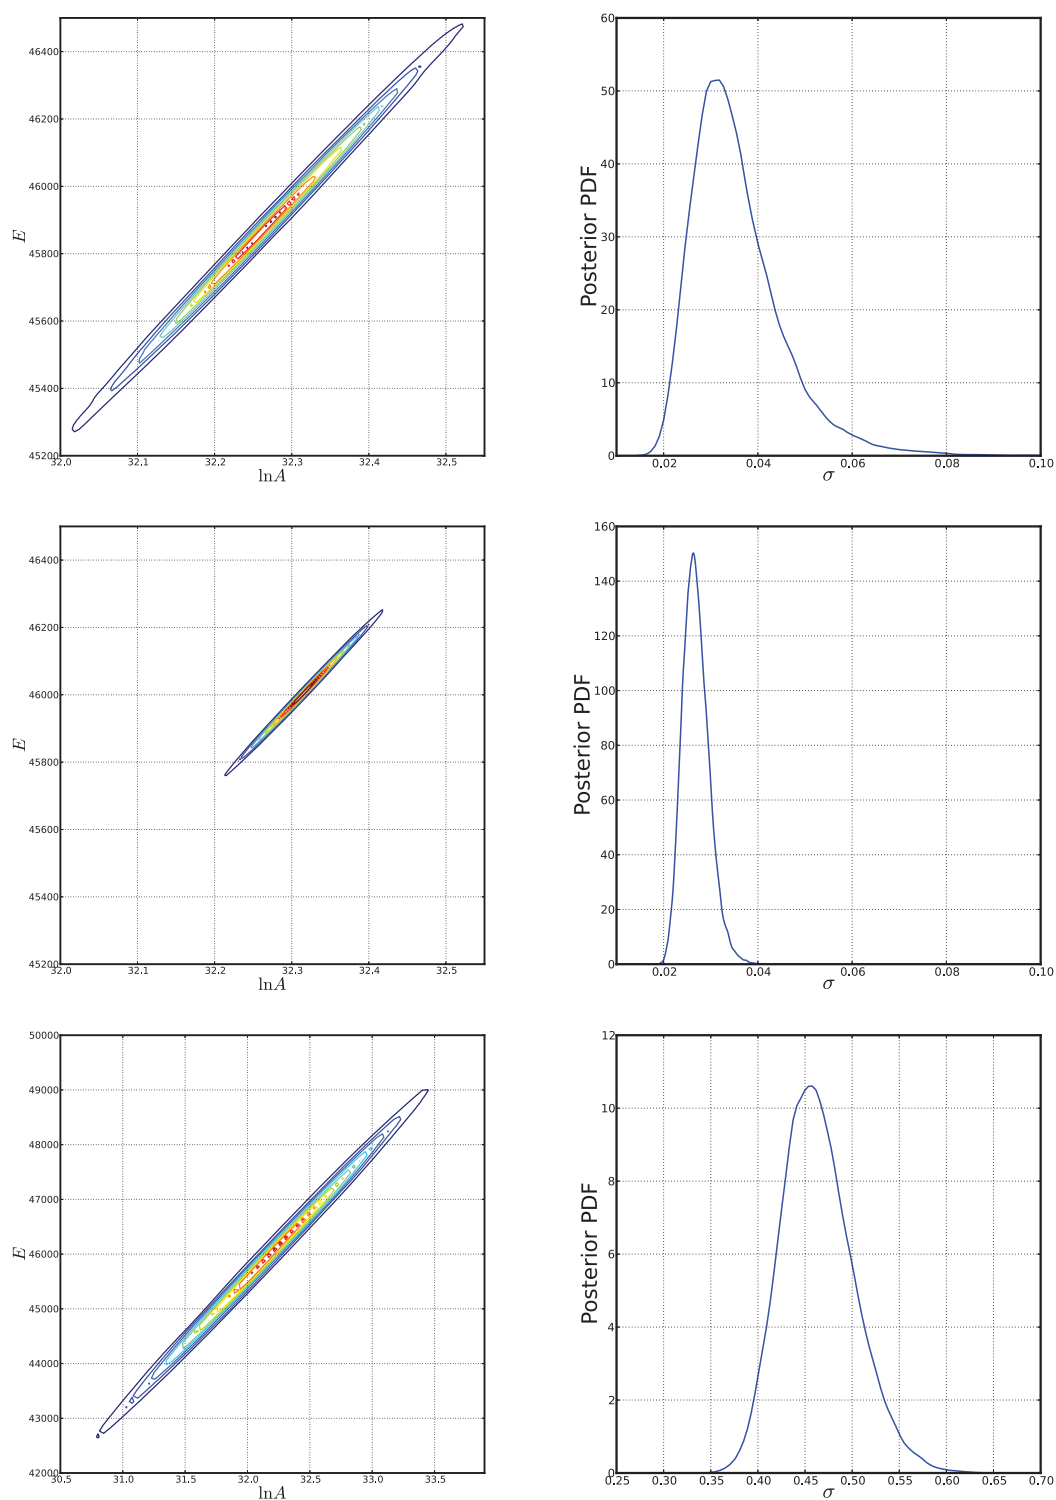 46400
46200
46000
45800
45600
45400
45200
E
32.0 32.1 32.2 32.3 32.4 32.5
lnA
60
50
40
30
20
10
0
Posterior PDF
0.02 0.04 0.06 0.08 0.10
σ
46400
46200
46000
45800
45600
45400
45200
E
32.0 32.1 32.2 32.3 32.4 32.5
lnA
160
140
120
100
80
60
40
20
0
Posterior PDF
0.02 0.04 0.06 0.08 0.10
σ
50000
49000
48000
47000
46000
45000
44000
43000
42000
E
30.5 31.0 31.5 32.0 32.5 33.0 33.5
lnA
12
10
8
6
4
2
0
Posterior PDF
0.25 0.30 0.35 0.40 0.45 0.50 0.55 0.60 0.65 0.70
σ